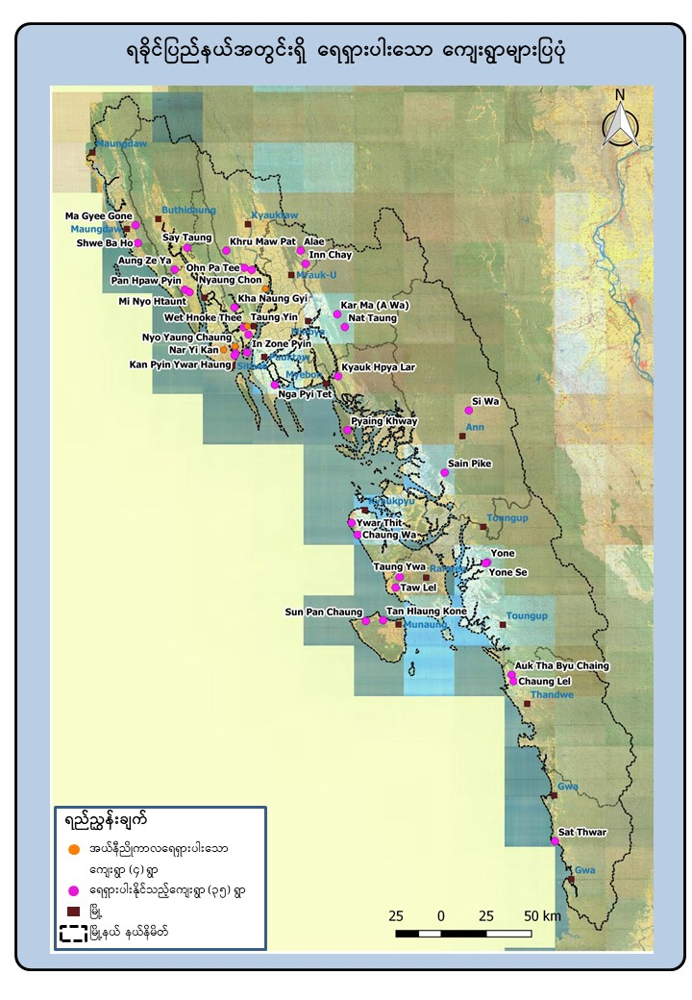 ရခိုင်ပြည်နယ်အတွင်းရှိ ရေရှားပါးသော ကျေးရွာများပြပုံ
N
Maungdaw
Ma Gyee Gone
Buthidaung
Kyauktaw
Maungdaw
Say Taung
Khru Maw Pat
Alae
Shwe Ba Ho
Inn Chay
Aung Ze Ya
Ohn Pa Tee
Mrauk-U
Pan Hpaw Pyin
Nyaung Chon
Mi Nyo Htaunt
Kha Naung Gyi
Kar Ma (A Wa)
Wet Hnoke Thee
Taung Yin
Nat Taung
Minbya
Nyo Yaung Chaung
In Zone Pyin
Nar Yi Kan
Pauktaw
Kan Pyin Ywar Haung
Sittwe
Myebon
Kyauk Hpya Lar
Nga Pyi Tet
Si Wa
Pyaing Khway
Ann
Sain Pike
Kyaukpyu
Ywar Thit
Toungup
Chaung Wa
Yone
Taung Ywa
Ramree
Yone Se
Taw Lel
Sun Pan Chaung
Tan Hlaung Kone
Toungup
Munaung
Auk Tha Byu Chaing
Chaung Lel
Thandwe
Gwa
Sat Thwar
Gwa
ရည်ညွှန်းချက်
အယ်နီညိုကာလရေရှားပါးသော
ကျေးရွာ (၄) ရွာ
ရေရှားပါးနိုင်သည့်ကျေးရွာ (၃၅) ရွာ
မြို့
မြို့နယ် နယ်နိမိတ်
25 0 25 50 km